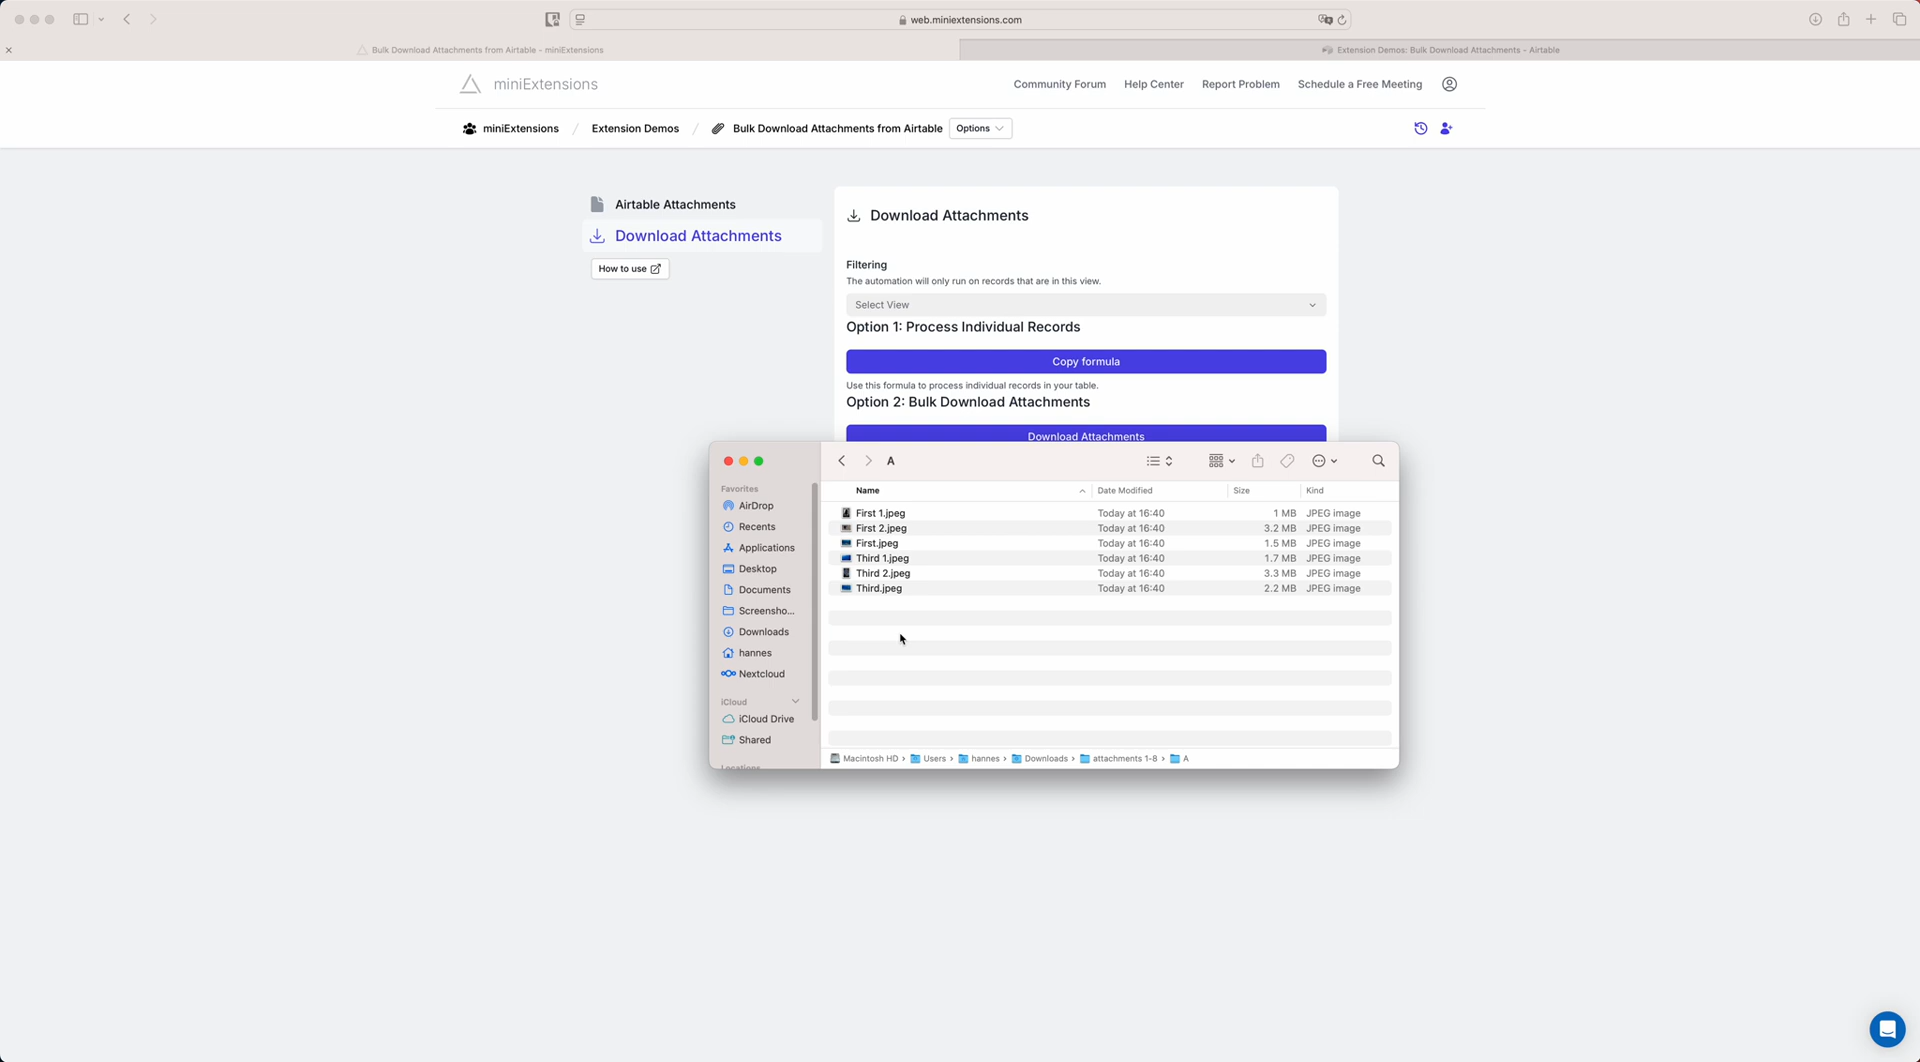 web.miniextensions.com
Bulk Download Attachments from Airtable - miniExtensions
Extension Demos: Bulk Download Attachments - Airtable
miniExtensions
Community Forum
Help Center
Report Problem
Schedule a Free Meeting
miniExtensions / Extension Demos / Bulk Download Attachments from Airtable
Options
Airtable Attachments
Download Attachments
How to use
Download Attachments
Filtering
The automation will only run on records that are in this view.
Select View
Option 1: Process Individual Records
Copy formula
Use this formula to process individual records in your table.
Option 2: Bulk Download Attachments
Download Attachments
A
Favorites
AirDrop
Recents
Applications
Desktop
Documents
Screensho...
Downloads
hannes
Nextcloud
iCloud
iCloud Drive
Shared
Locations
Name Date Modified Size Kind
First 1.jpeg Today at 16:40 1 MB JPEG image
First 2.jpeg Today at 16:40 3.2 MB JPEG image
First.jpeg Today at 16:40 1.5 MB JPEG image
Third 1.jpeg Today at 16:40 1.7 MB JPEG image
Third 2.jpeg Today at 16:40 3.3 MB JPEG image
Third.jpeg Today at 16:40 2.2 MB JPEG image
Macintosh HD › Users › hannes › Downloads › attachments 1-8 › A